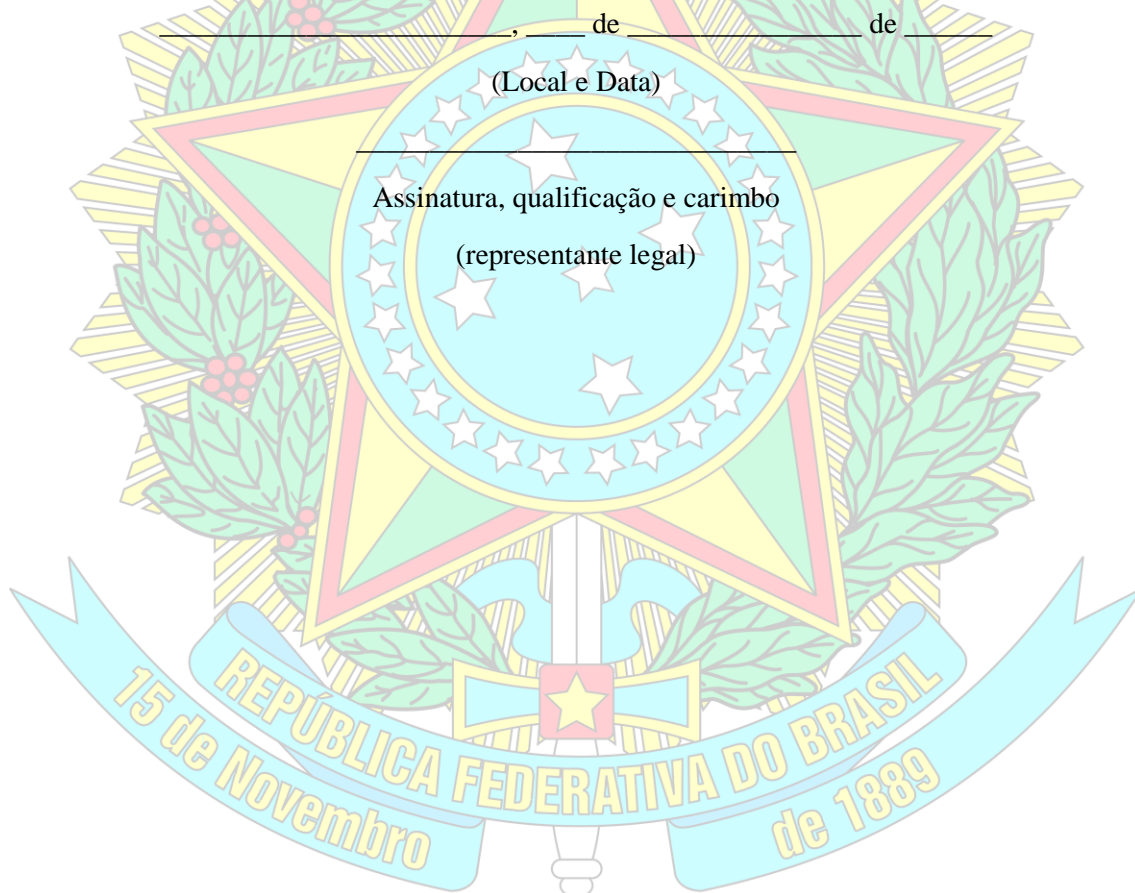 ________________________, ____ de ________________ de ______
(Local e Data)
______________________________
Assinatura, qualificação e carimbo
(representante legal)
REPÚBLICA FEDERATIVA DO BRASIL
15 de Novembro de 1889